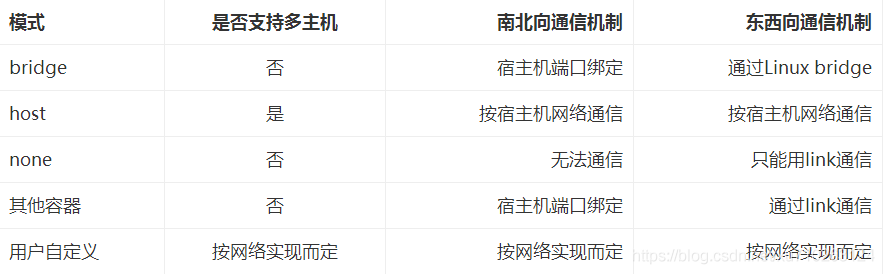 模式 是否支持多主机 南北向通信机制 东西向通信机制
bridge 否 宿主机端口绑定 通过Linux bridge
host 是 按宿主机网络通信 按宿主机网络通信
none 否 无法通信 只能用link通信
其他容器 否 宿主机端口绑定 通过link通信
用户自定义 按网络实现而定 按网络实现而定 按网络实现而定